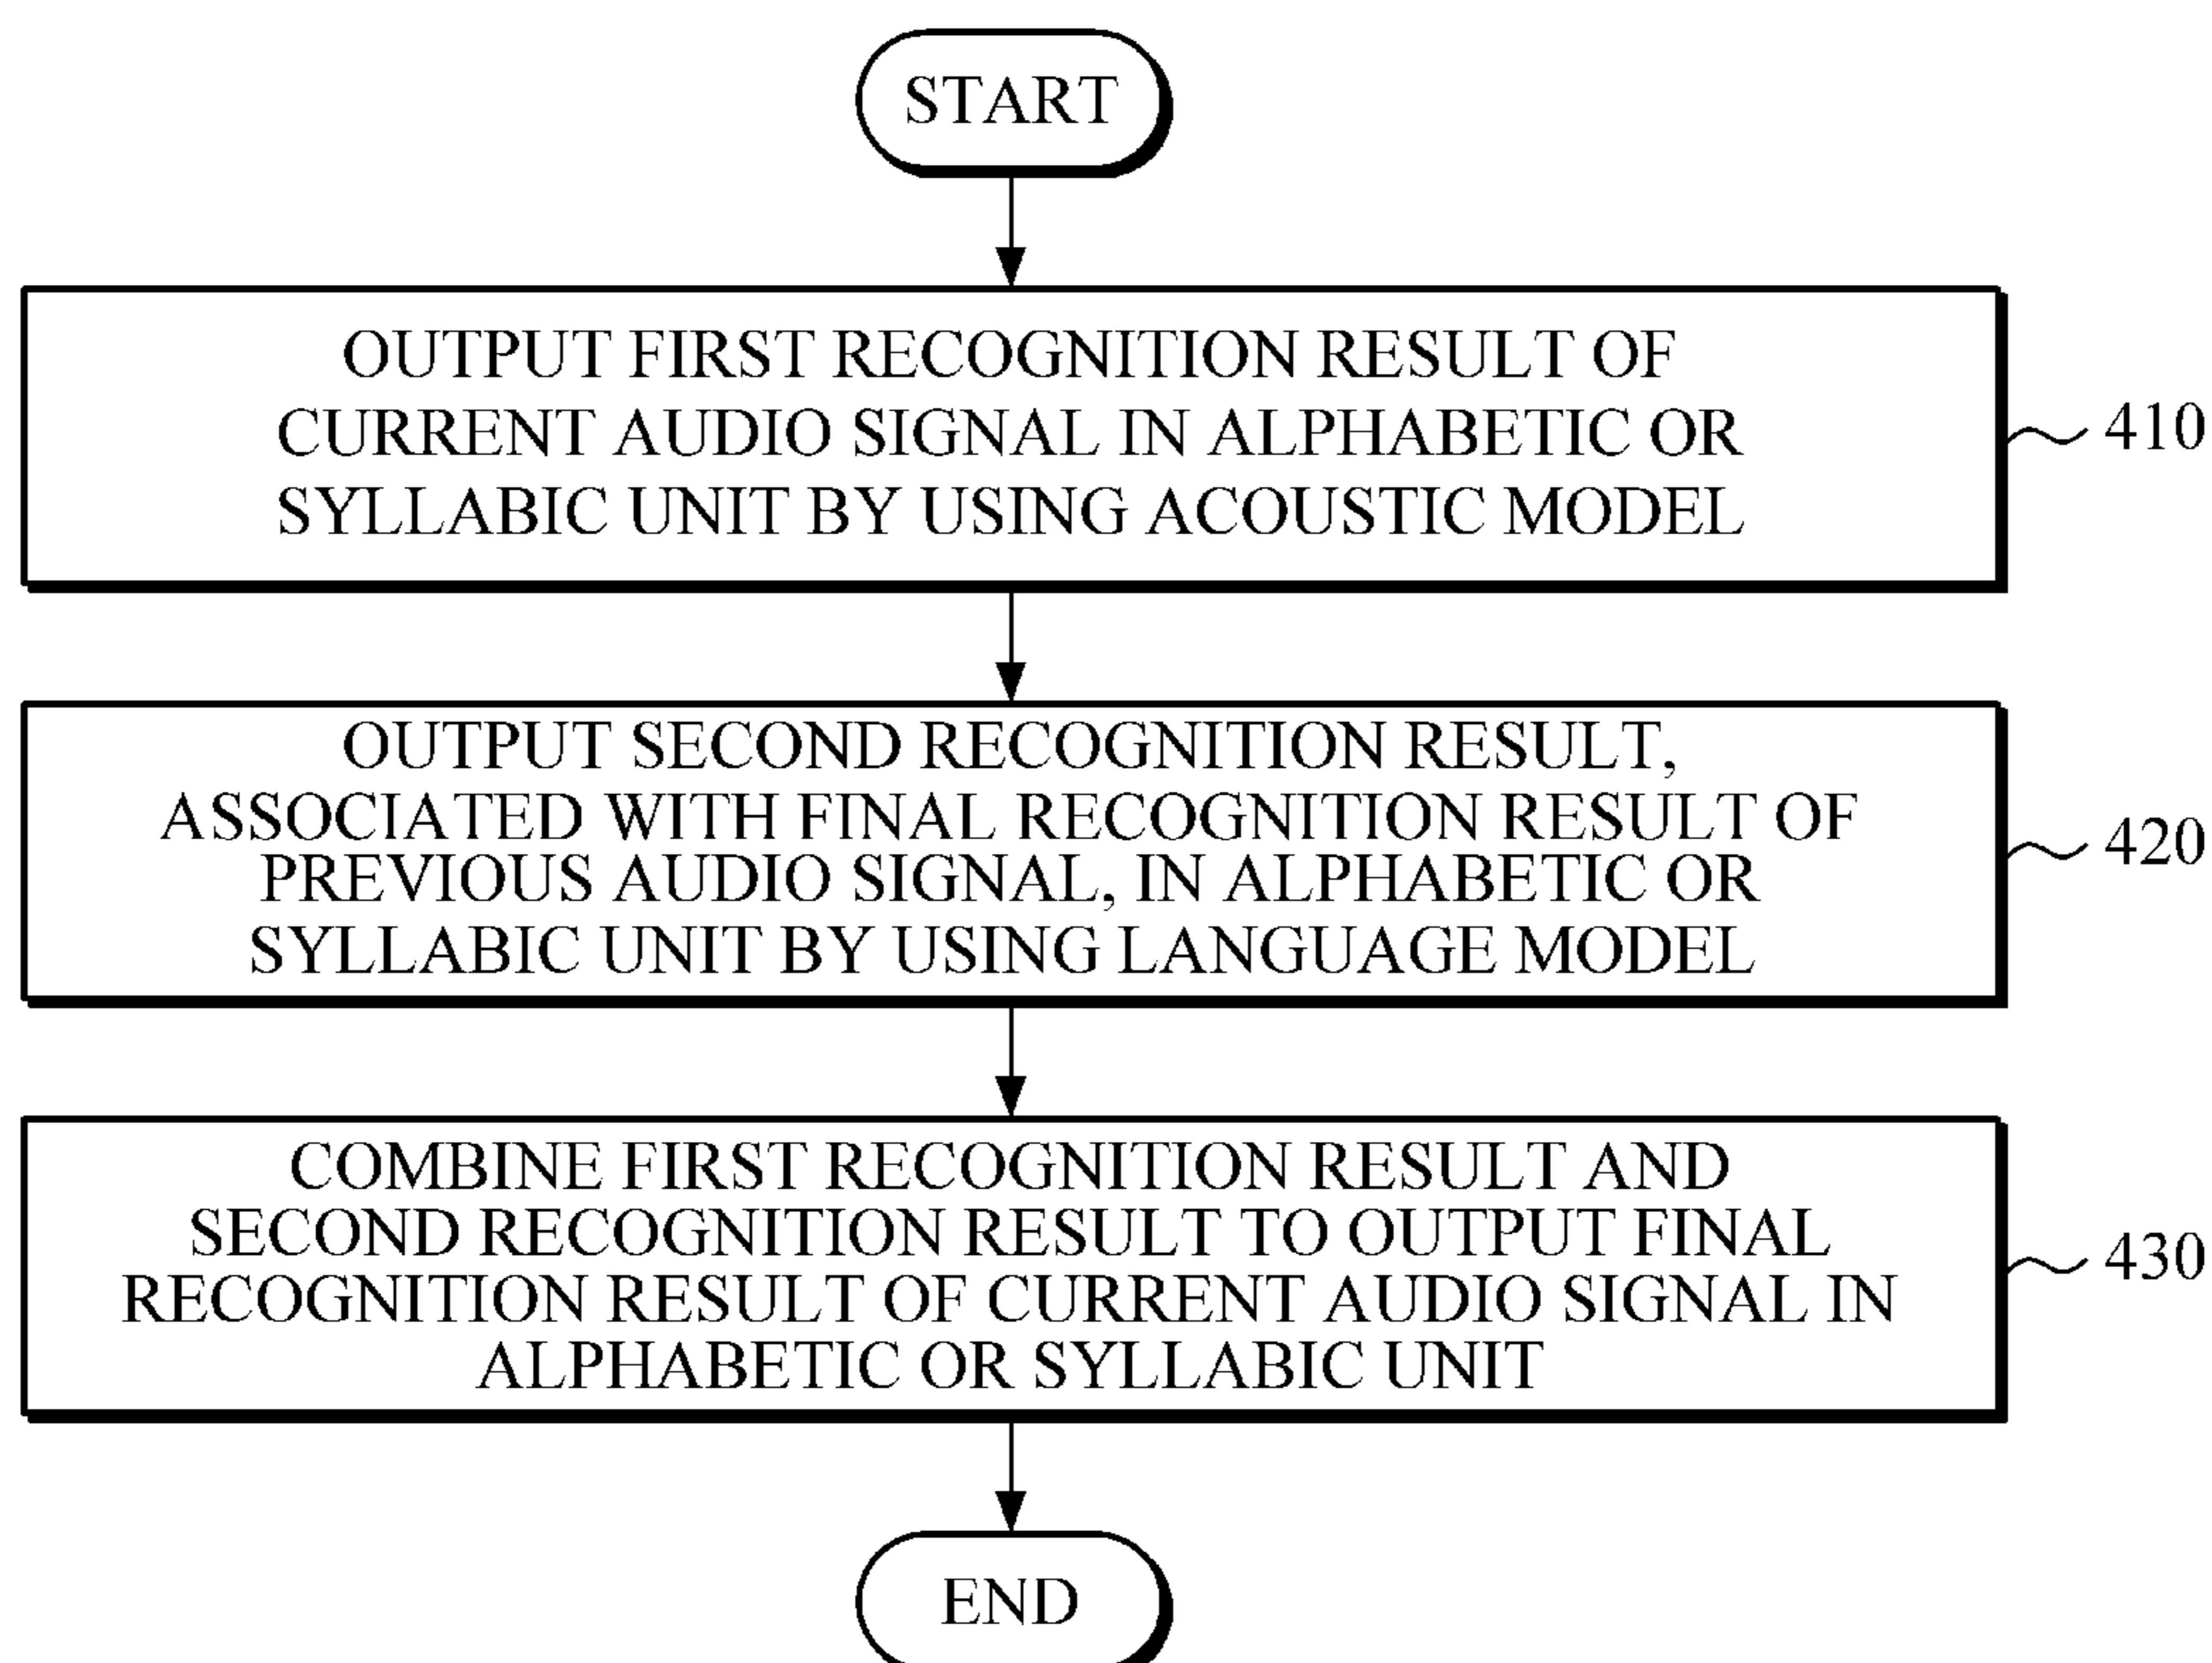 START
OUTPUT FIRST RECOGNITION RESULT OF
CURRENT AUDIO SIGNAL IN ALPHABETIC OR
SYLLABIC UNIT BY USING ACOUSTIC MODEL
410
OUTPUT SECOND RECOGNITION RESULT,
ASSOCIATED WITH FINAL RECOGNITION RESULT OF
PREVIOUS AUDIO SIGNAL, IN ALPHABETIC OR
SYLLABIC UNIT BY USING LANGUAGE MODEL
420
COMBINE FIRST RECOGNITION RESULT AND
SECOND RECOGNITION RESULT TO OUTPUT FINAL
RECOGNITION RESULT OF CURRENT AUDIO SIGNAL IN
ALPHABETIC OR SYLLABIC UNIT
430
END